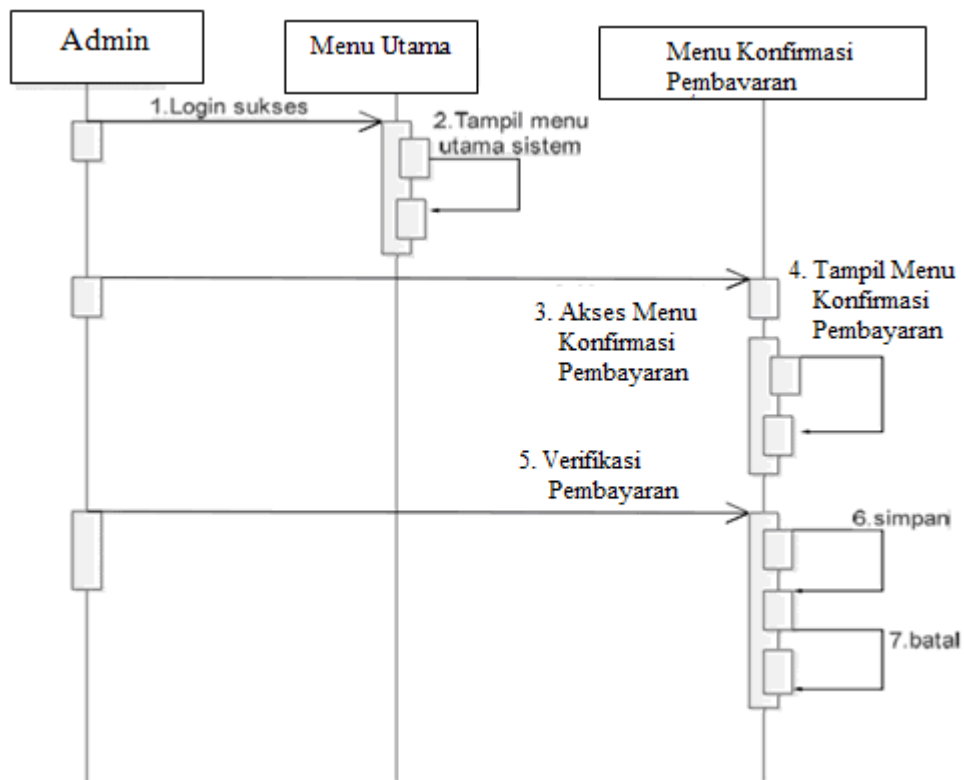 Admin
Menu Utama
Menu Konfirmasi
Pembavaran
1.Login sukses
2.Tampil menu
utama sistem
3. Akses Menu
Konfirmasi
Pembayaran
4. Tampil Menu
Konfirmasi
Pembayaran
5. Verifikasi
Pembayaran
6.simpan
7.batal